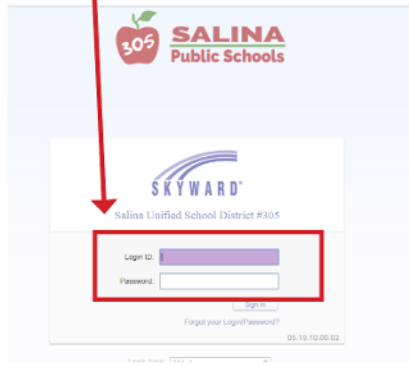 305
SALINA
Public Schools
SKYWARD®
Salina Unified School District #305
Login ID:
Password:
Sign In
Forgot your Login/Password?
05.19.10.00.02